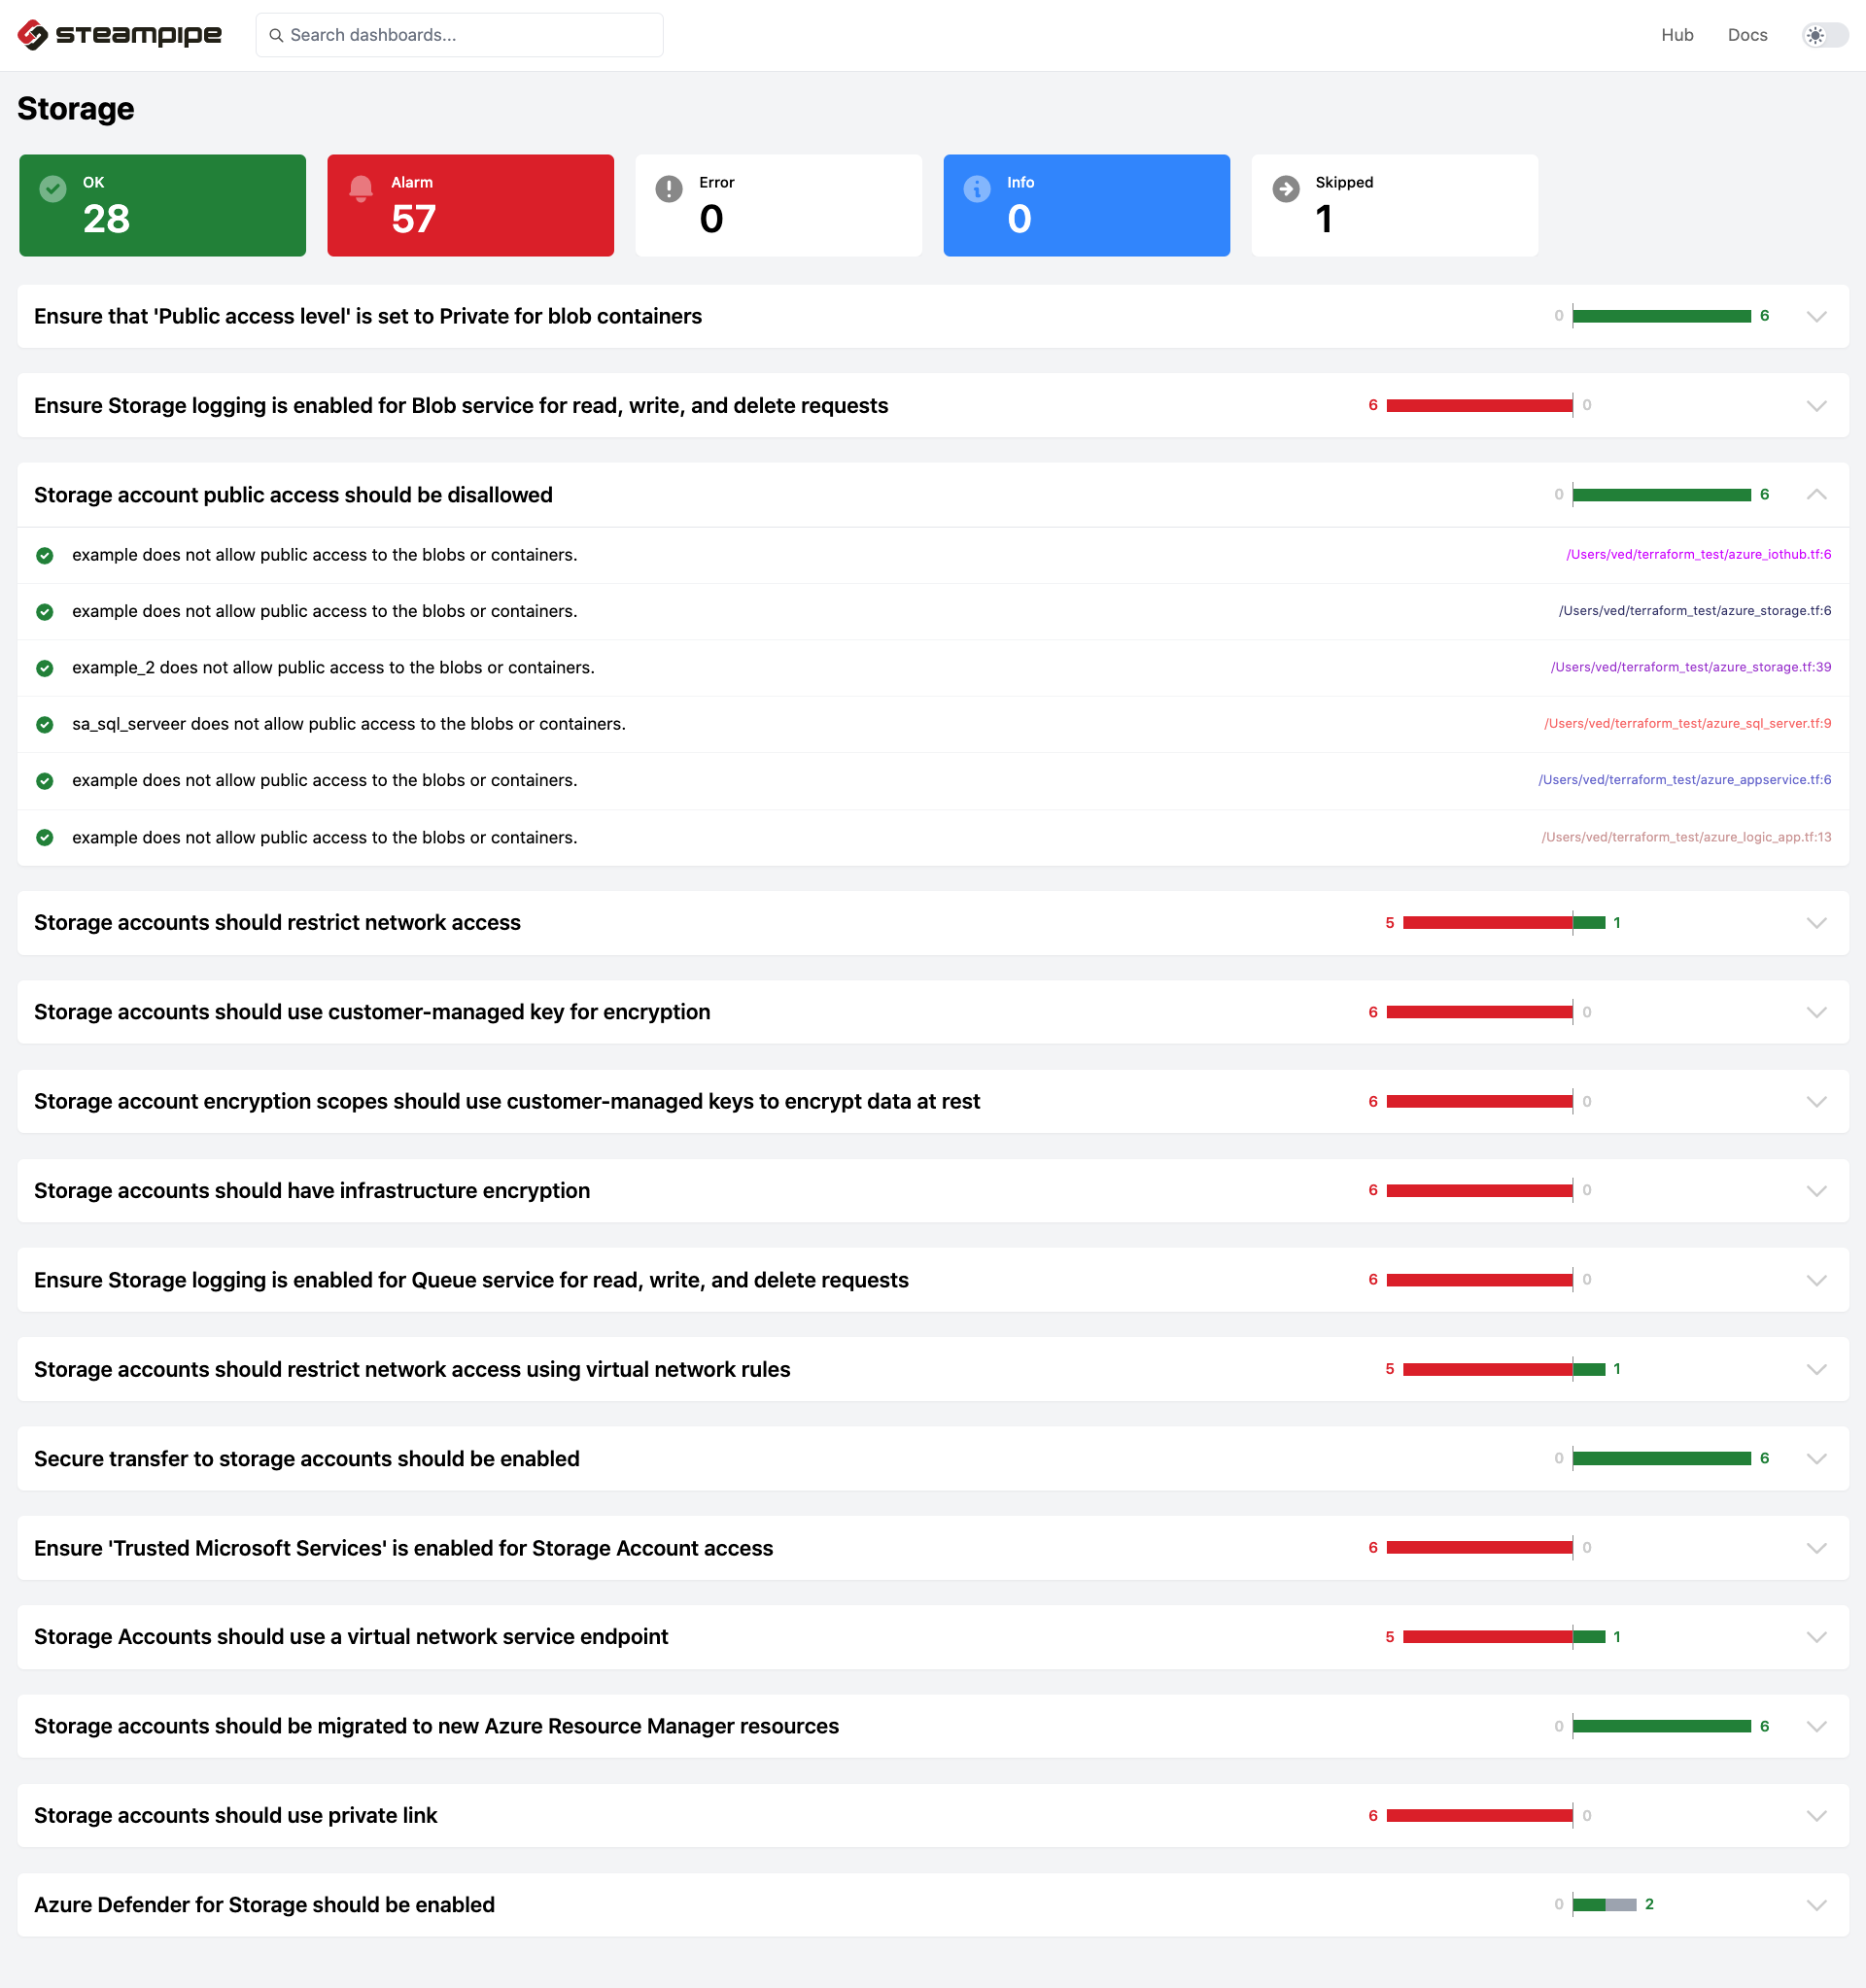 steampipe
Search dashboards...
Hub
Docs
Storage
OK
28
Alarm
57
Error
0
Info
0
Skipped
1
Ensure that 'Public access level' is set to Private for blob containers 0 6
Ensure Storage logging is enabled for Blob service for read, write, and delete requests 6 0
Storage account public access should be disallowed 0 6
example does not allow public access to the blobs or containers. /Users/ved/terraform_test/azure_iothub.tf:6
example does not allow public access to the blobs or containers. /Users/ved/terraform_test/azure_storage.tf:6
example_2 does not allow public access to the blobs or containers. /Users/ved/terraform_test/azure_storage.tf:39
sa_sql_serveer does not allow public access to the blobs or containers. /Users/ved/terraform_test/azure_sql_server.tf:9
example does not allow public access to the blobs or containers. /Users/ved/terraform_test/azure_appservice.tf:6
example does not allow public access to the blobs or containers. /Users/ved/terraform_test/azure_logic_app.tf:13
Storage accounts should restrict network access 5 1
Storage accounts should use customer-managed key for encryption 6 0
Storage account encryption scopes should use customer-managed keys to encrypt data at rest 6 0
Storage accounts should have infrastructure encryption 6 0
Ensure Storage logging is enabled for Queue service for read, write, and delete requests 6 0
Storage accounts should restrict network access using virtual network rules 5 1
Secure transfer to storage accounts should be enabled 0 6
Ensure 'Trusted Microsoft Services' is enabled for Storage Account access 6 0
Storage Accounts should use a virtual network service endpoint 5 1
Storage accounts should be migrated to new Azure Resource Manager resources 0 6
Storage accounts should use private link 6 0
Azure Defender for Storage should be enabled 0 2